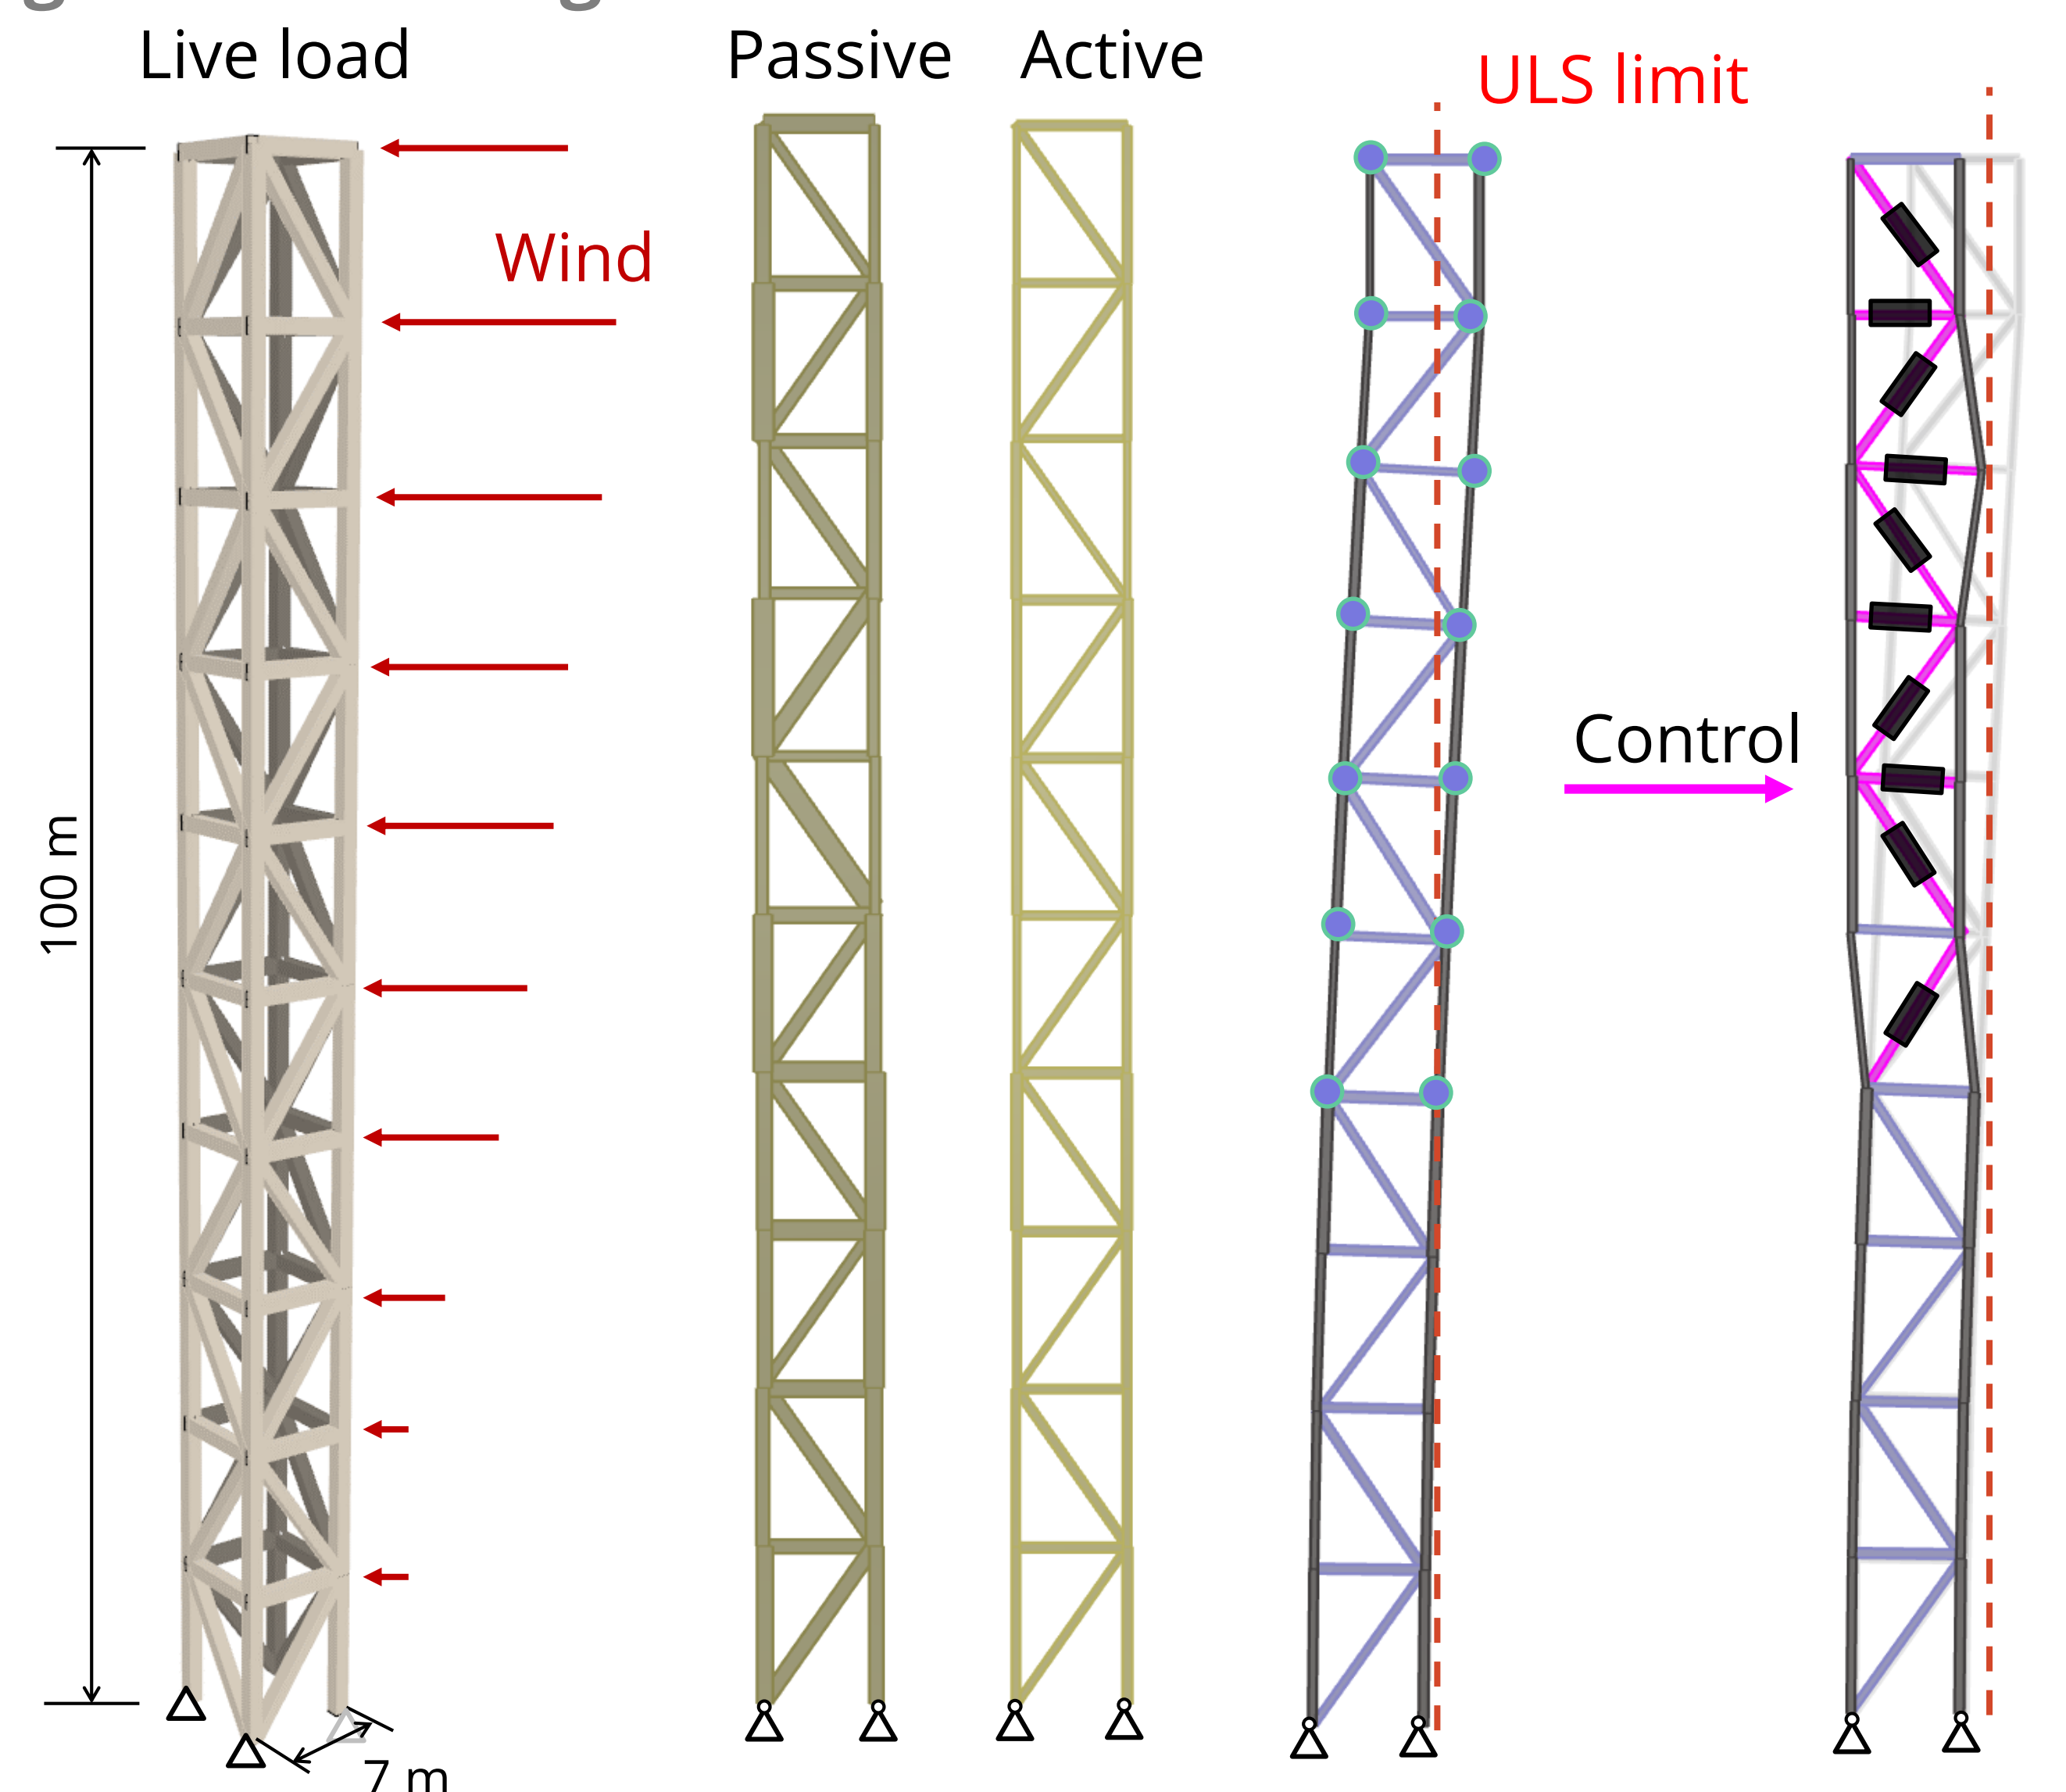 Live load
Passive
Active
ULS limit
Wind
Control
100 m
7 m